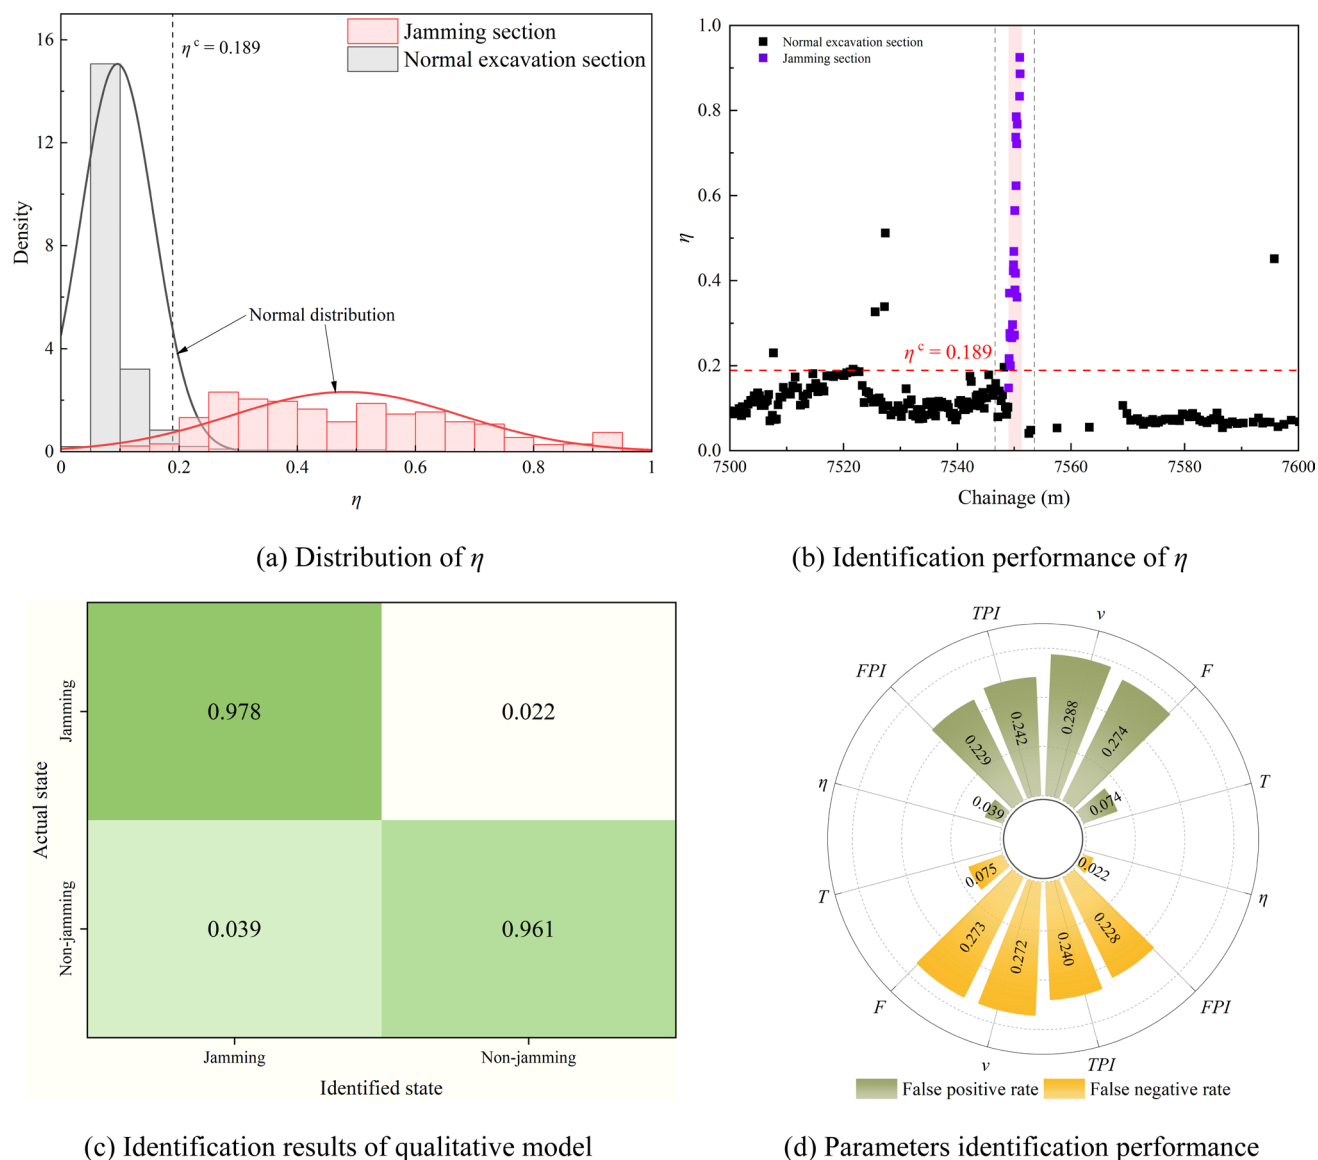 16
12
8
4
0
Density
η ᶜ = 0.189
Jamming section
Normal excavation section
Normal distribution
0
0.2
0.4
0.6
0.8
1
η
(a) Distribution of η
1.0
0.8
0.6
0.4
0.2
0.0
η
Normal excavation section
Jamming section
η ᶜ = 0.189
7500
7520
7540
7560
7580
7600
Chainage (m)
(b) Identification performance of η
Actual state
Jamming
Non-jamming
0.978
0.022
0.039
0.961
Jamming
Non-jamming
Identified state
(c) Identification results of qualitative model
TPI
v
FPI
F
η
T
T
η
F
FPI
v
TPI
0.229
0.242
0.288
0.274
0.039
0.074
0.075
0.022
0.273
0.272
0.240
0.228
False positive rate
False negative rate
(d) Parameters identification performance